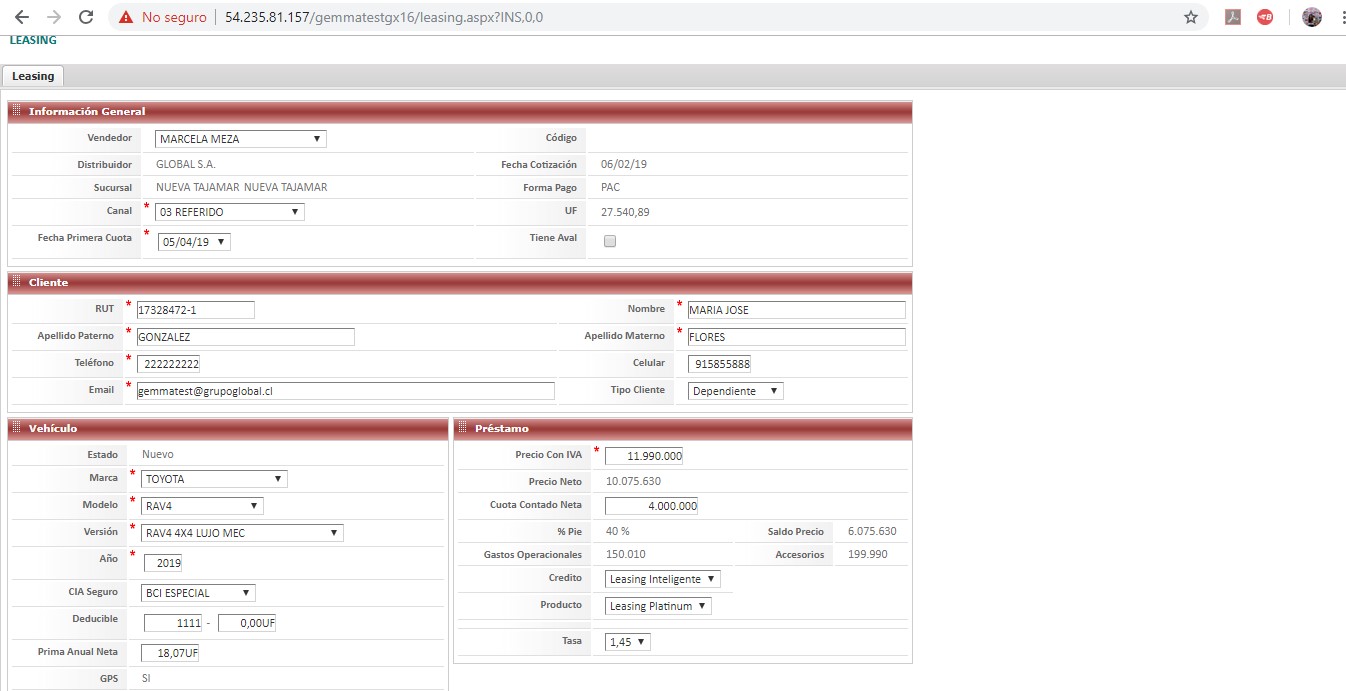 No seguro
54.235.81.157/gemmatestgx16/leasing.aspx?INS,0,0
LEASING
Leasing
Información General
Vendedor MARCELA MEZA Código
Distribuidor GLOBAL S.A. Fecha Cotización 06/02/19
Sucursal NUEVA TAJAMAR NUEVA TAJAMAR Forma Pago PAC
Canal * 03 REFERIDO UF 27.540,89
Fecha Primera Cuota * 05/04/19 Tiene Aval
Cliente
RUT * 17328472-1 Nombre * MARIA JOSE
Apellido Paterno * GONZALEZ Apellido Materno * FLORES
Teléfono * 222222222 Celular 915855888
Email * gemmatest@grupoglobal.cl Tipo Cliente Dependiente
Vehículo
Estado Nuevo
Marca * TOYOTA
Modelo * RAV4
Versión * RAV4 4X4 LUJO MEC
Año * 2019
CIA Seguro BCI ESPECIAL
Deducible 1111 - 0,00UF
Prima Anual Neta 18,07UF
GPS SI
Préstamo
Precio Con IVA * 11.990.000
Precio Neto 10.075.630
Cuota Contado Neta 4.000.000
% Pie 40 % Saldo Precio 6.075.630
Gastos Operacionales 150.010 Accesorios 199.990
Credito Leasing Inteligente
Producto Leasing Platinum
Tasa 1,45